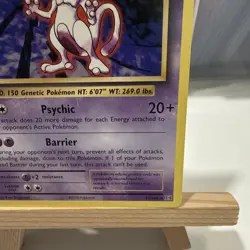 O. 150 Genetic Pokémon HT: 6'07" WT: 269.0 lbs.
Psychic 20+
attack does 20 more damage for each Energy attached to
opponent's Active Pokémon.
Barrier
during your opponent's next turn, prevent all effects of attacks,
including damage, done to this Pokémon. If 1 of your Pokémon
used Barrier during your last turn, this attack can't be used.
×2 resistance